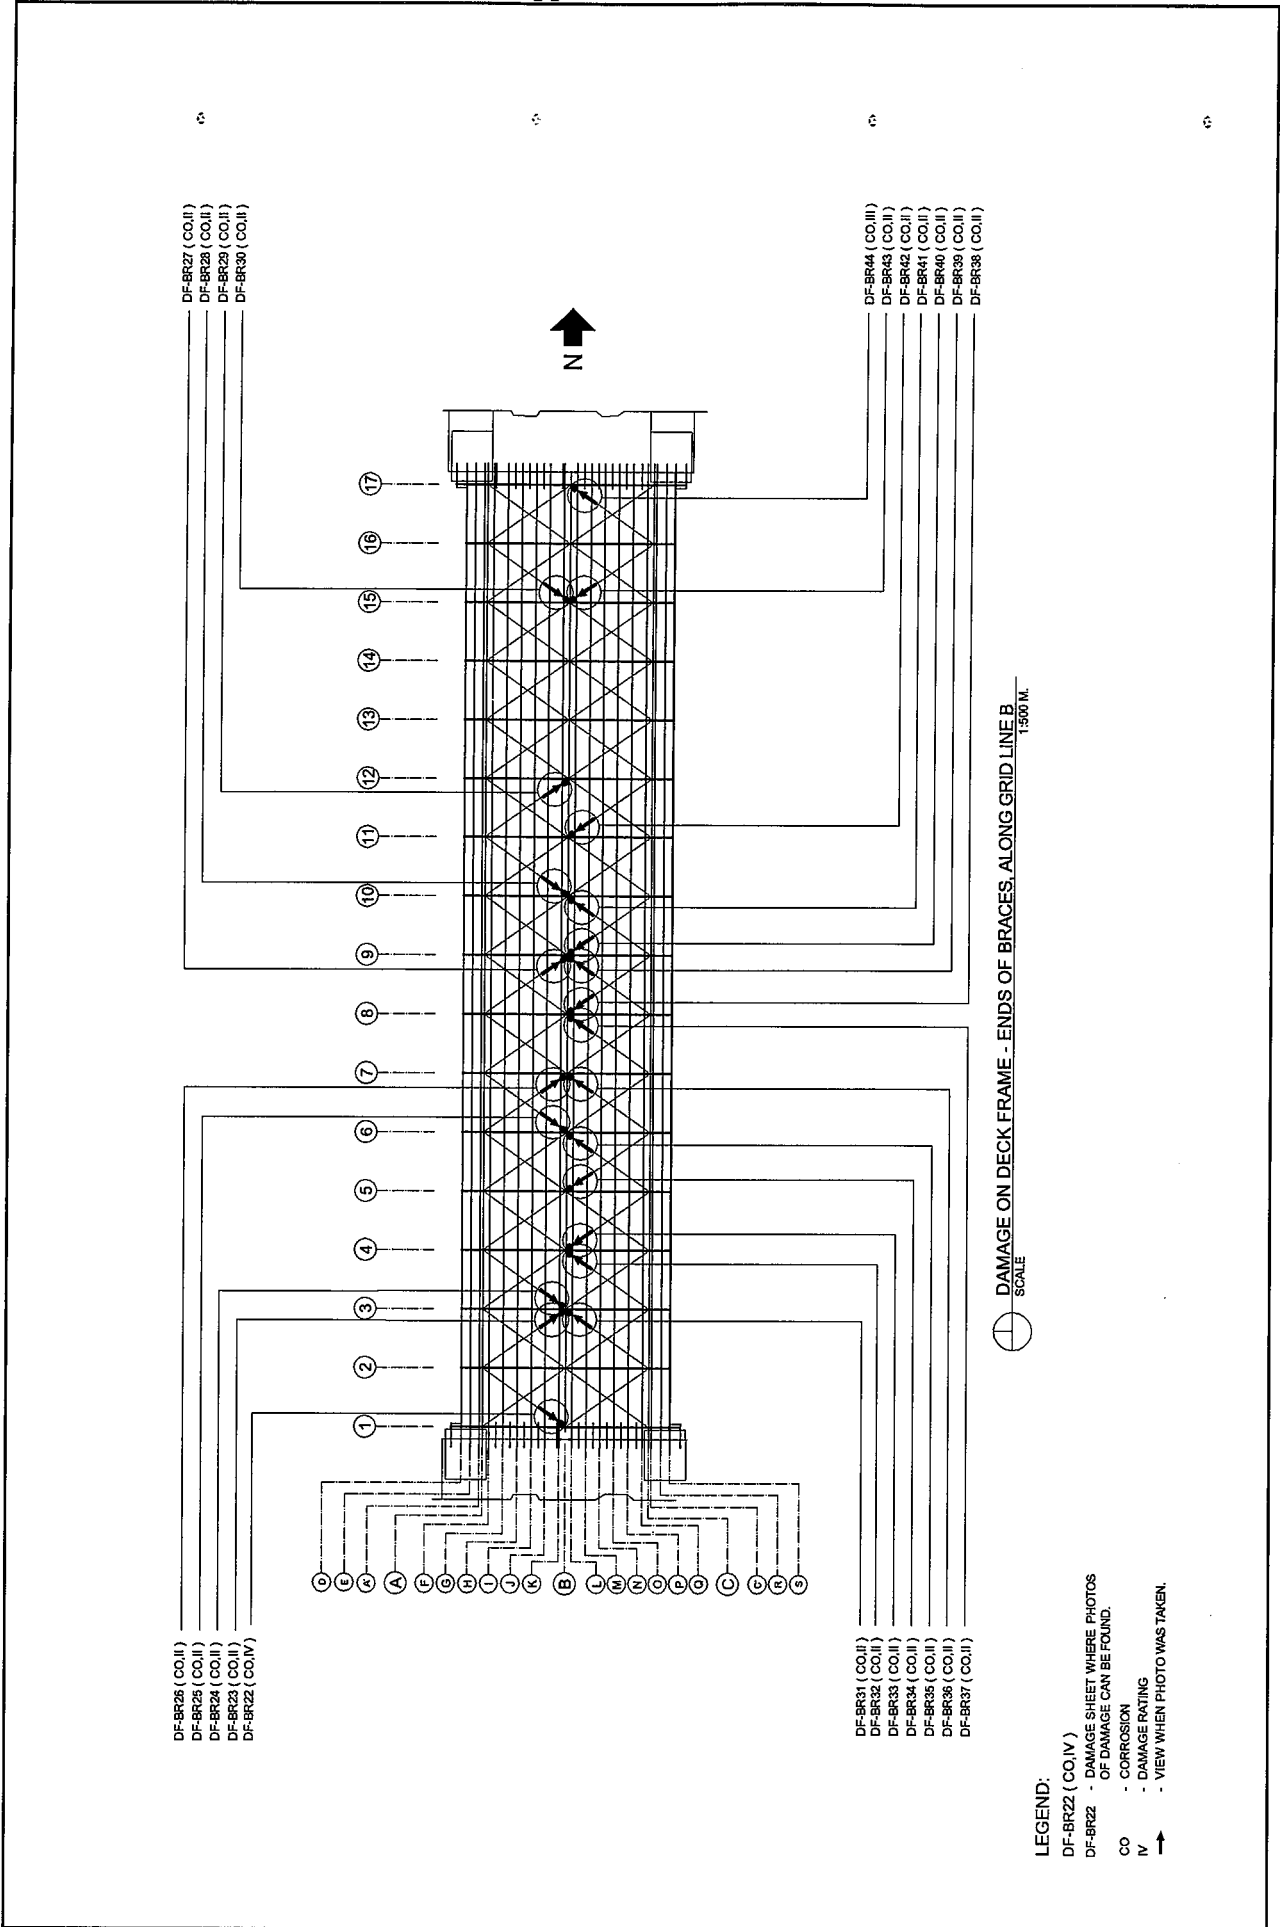 DF-BR26 ( CO,II )
DF-BR25 ( CO,II )
DF-BR24 ( CO,II )
DF-BR23 ( CO,II )
DF-BR22 ( CO,IV )
DF-BR27 ( CO,II )
DF-BR28 ( CO,II )
DF-BR29 ( CO,II )
DF-BR30 ( CO,II )
1
2
3
4
5
6
7
8
9
10
11
12
13
14
15
16
17
D
E
A'
A
F
G
H
I
J
K
B
L
M
N
O
P
Q
C
C'
R
S
N
DF-BR31 ( CO,II )
DF-BR32 ( CO,II )
DF-BR33 ( CO,II )
DF-BR34 ( CO,II )
DF-BR35 ( CO,II )
DF-BR36 ( CO,II )
DF-BR37 ( CO,II )
DF-BR44 ( CO,III )
DF-BR43 ( CO,II )
DF-BR42 ( CO,II )
DF-BR41 ( CO,II )
DF-BR40 ( CO,II )
DF-BR39 ( CO,II )
DF-BR38 ( CO,II )
DAMAGE ON DECK FRAME - ENDS OF BRACES, ALONG GRID LINE B
SCALE 1:500 M.
LEGEND:
DF-BR22 ( CO,IV )
DF-BR22 - DAMAGE SHEET WHERE PHOTOS
OF DAMAGE CAN BE FOUND.
CO - CORROSION
IV - DAMAGE RATING
- VIEW WHEN PHOTO WAS TAKEN.